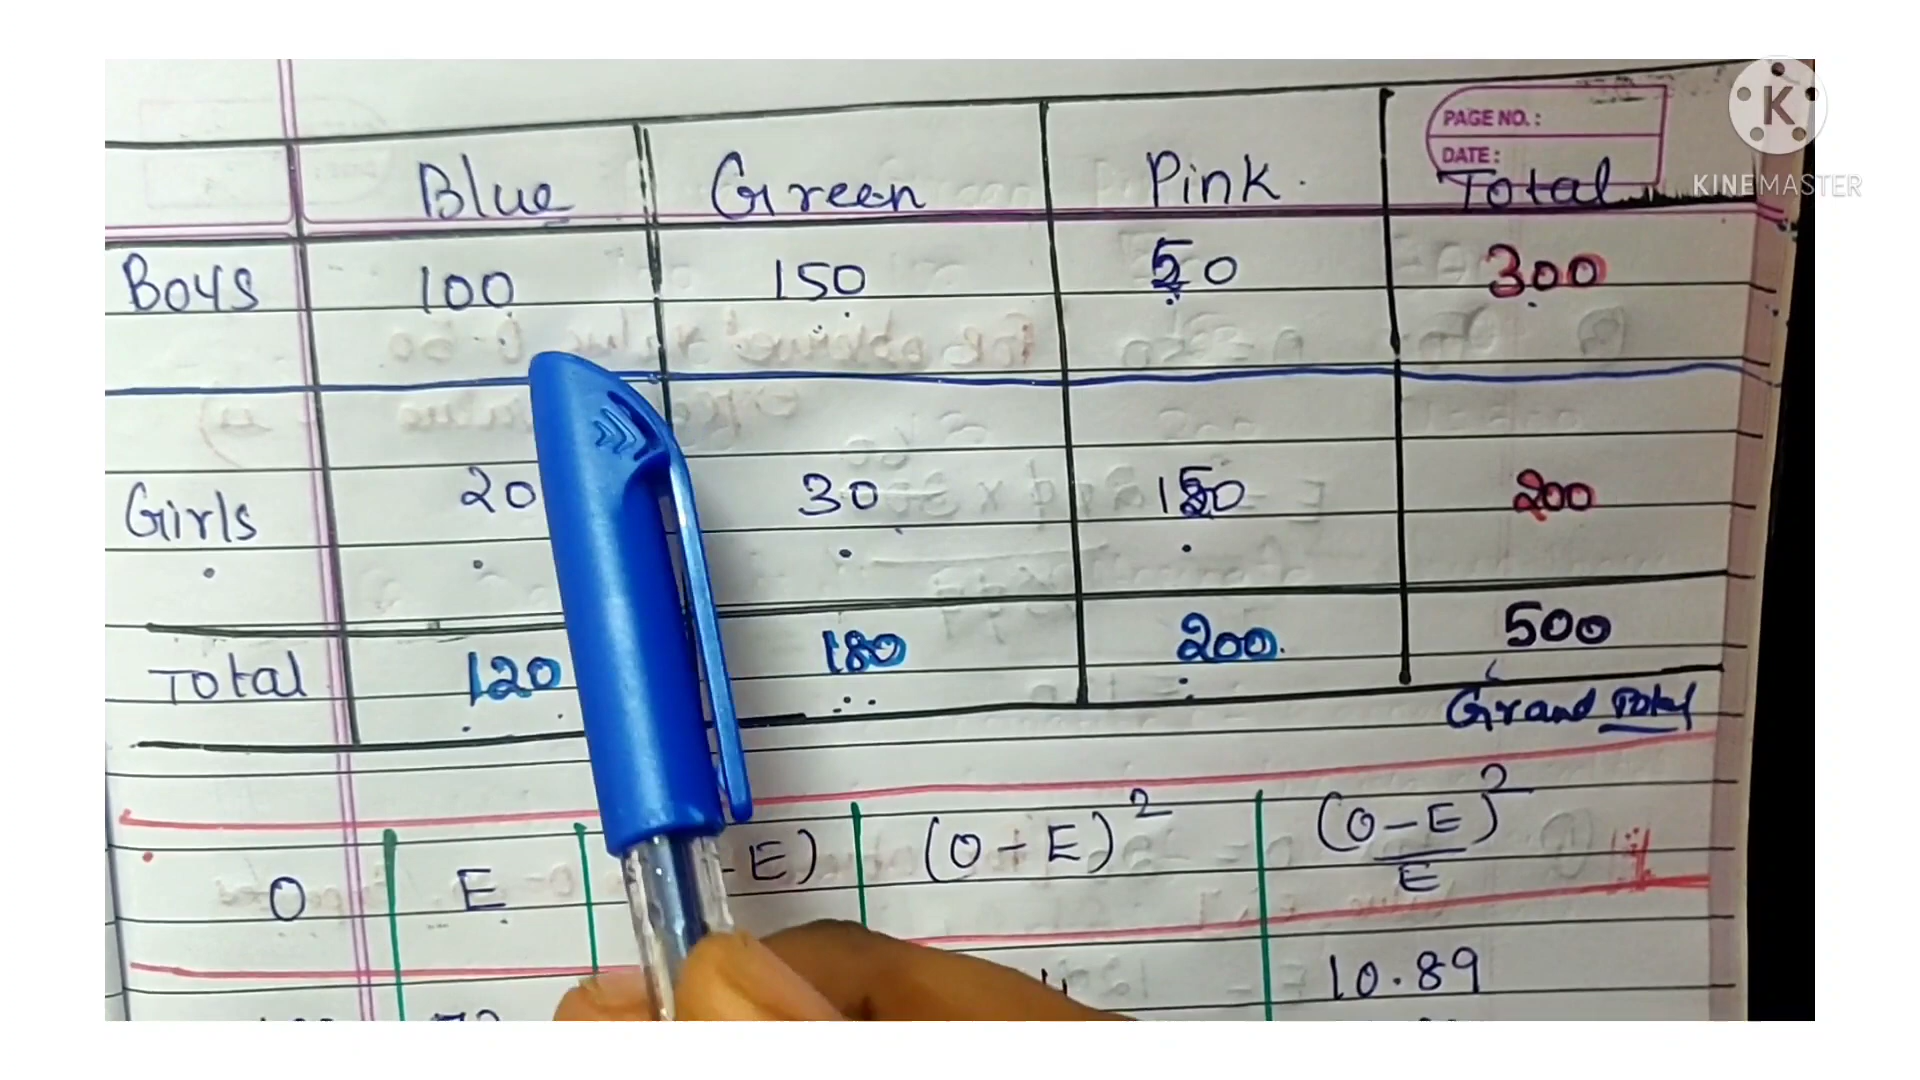 PAGE NO. :
DATE :
KINEMASTER
Blue Green Pink Total
Boys 100 150 50 300
Girls 20 30 150 200
Total 120 180 200 500
Grand Total
O E -E) (O-E)² (O-E)²/E
10.89